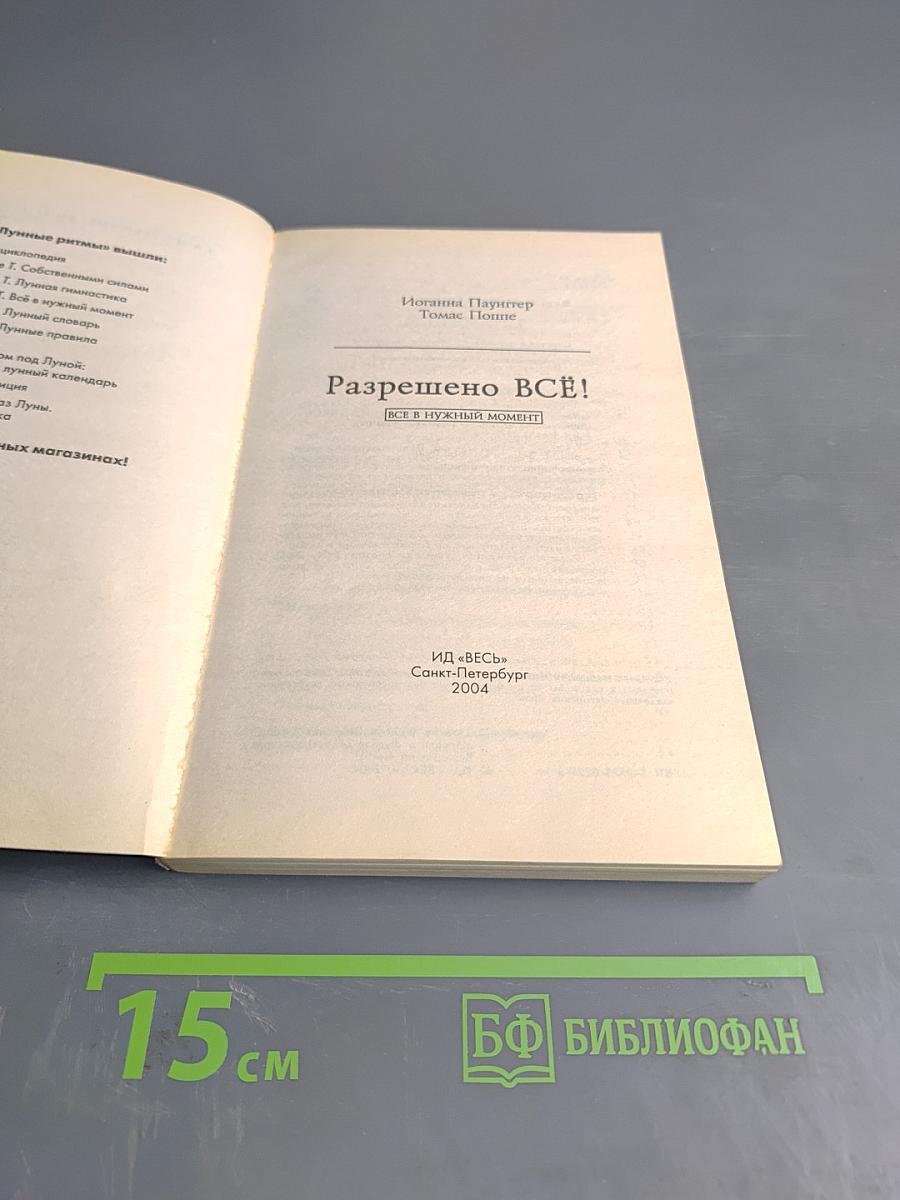 Лунные ритмы» вышли:
циклопедия
е Т. Собственными силами
Т. Лунная гимнастика
Т. Всё в нужный момент
Лунный словарь
Лунные правила
ом под Луной:
лунный календарь
иция
аз Луны.
ка
ных магазинах!
Иоганна Паунггер
Томас Поппе
Разрешено ВСЁ!
ВСЕ В НУЖНЫЙ МОМЕНТ
ИД «ВЕСЬ»
Санкт-Петербург
2004
15 см
БФ БИБЛИОФАН